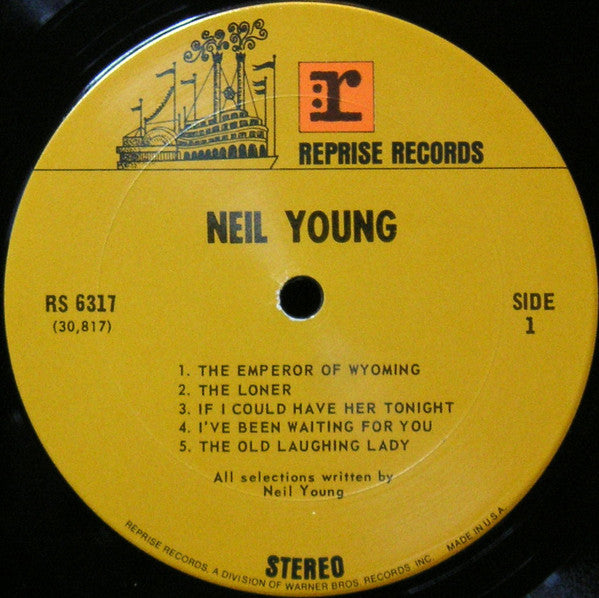 :r
REPRISE RECORDS
NEIL YOUNG
RS 6317
(30,817)
SIDE
1
1. THE EMPEROR OF WYOMING
2. THE LONER
3. IF I COULD HAVE HER TONIGHT
4. I'VE BEEN WAITING FOR YOU
5. THE OLD LAUGHING LADY
All selections written by
Neil Young
STEREO
REPRISE RECORDS, A DIVISION OF WARNER BROS. RECORDS, INC. MADE IN U.S.A.